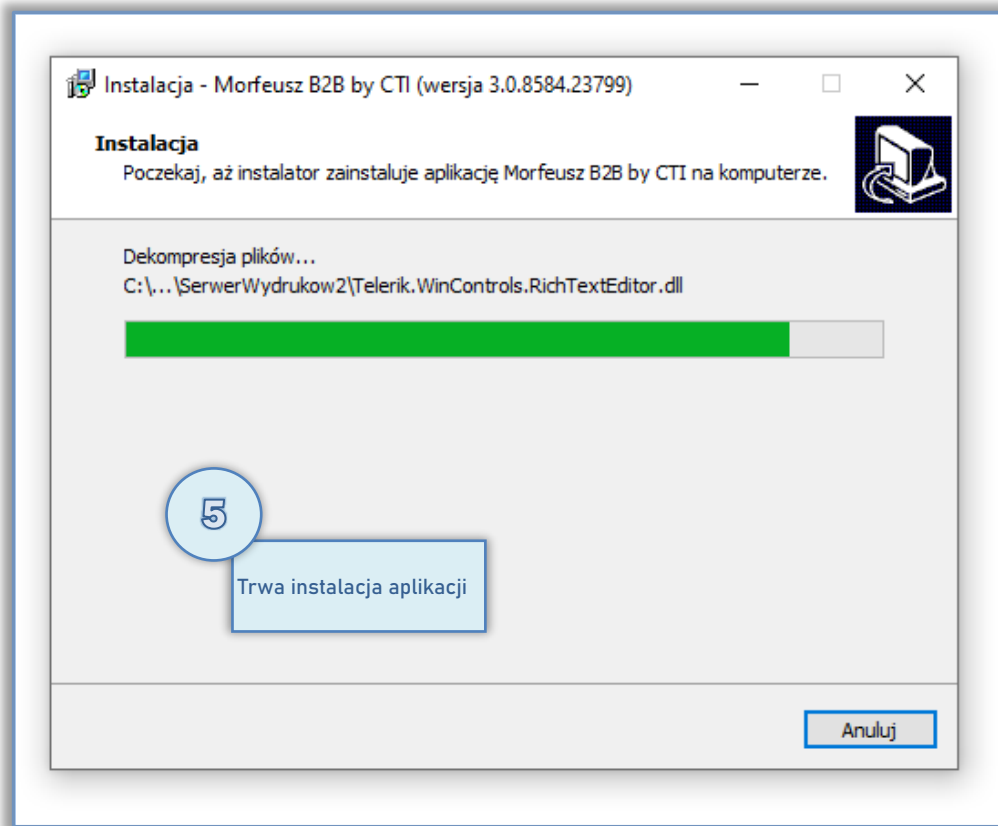 Instalacja - Morfeusz B2B by CTI (wersja 3.0.8584.23799)
Instalacja
Poczekaj, aż instalator zainstaluje aplikację Morfeusz B2B by CTI na komputerze.
Dekompresja plików...
C:\...\SerwerWydrukow2\Telerik.WinControls.RichTextEditor.dll
5
Trwa instalacja aplikacji
Anuluj